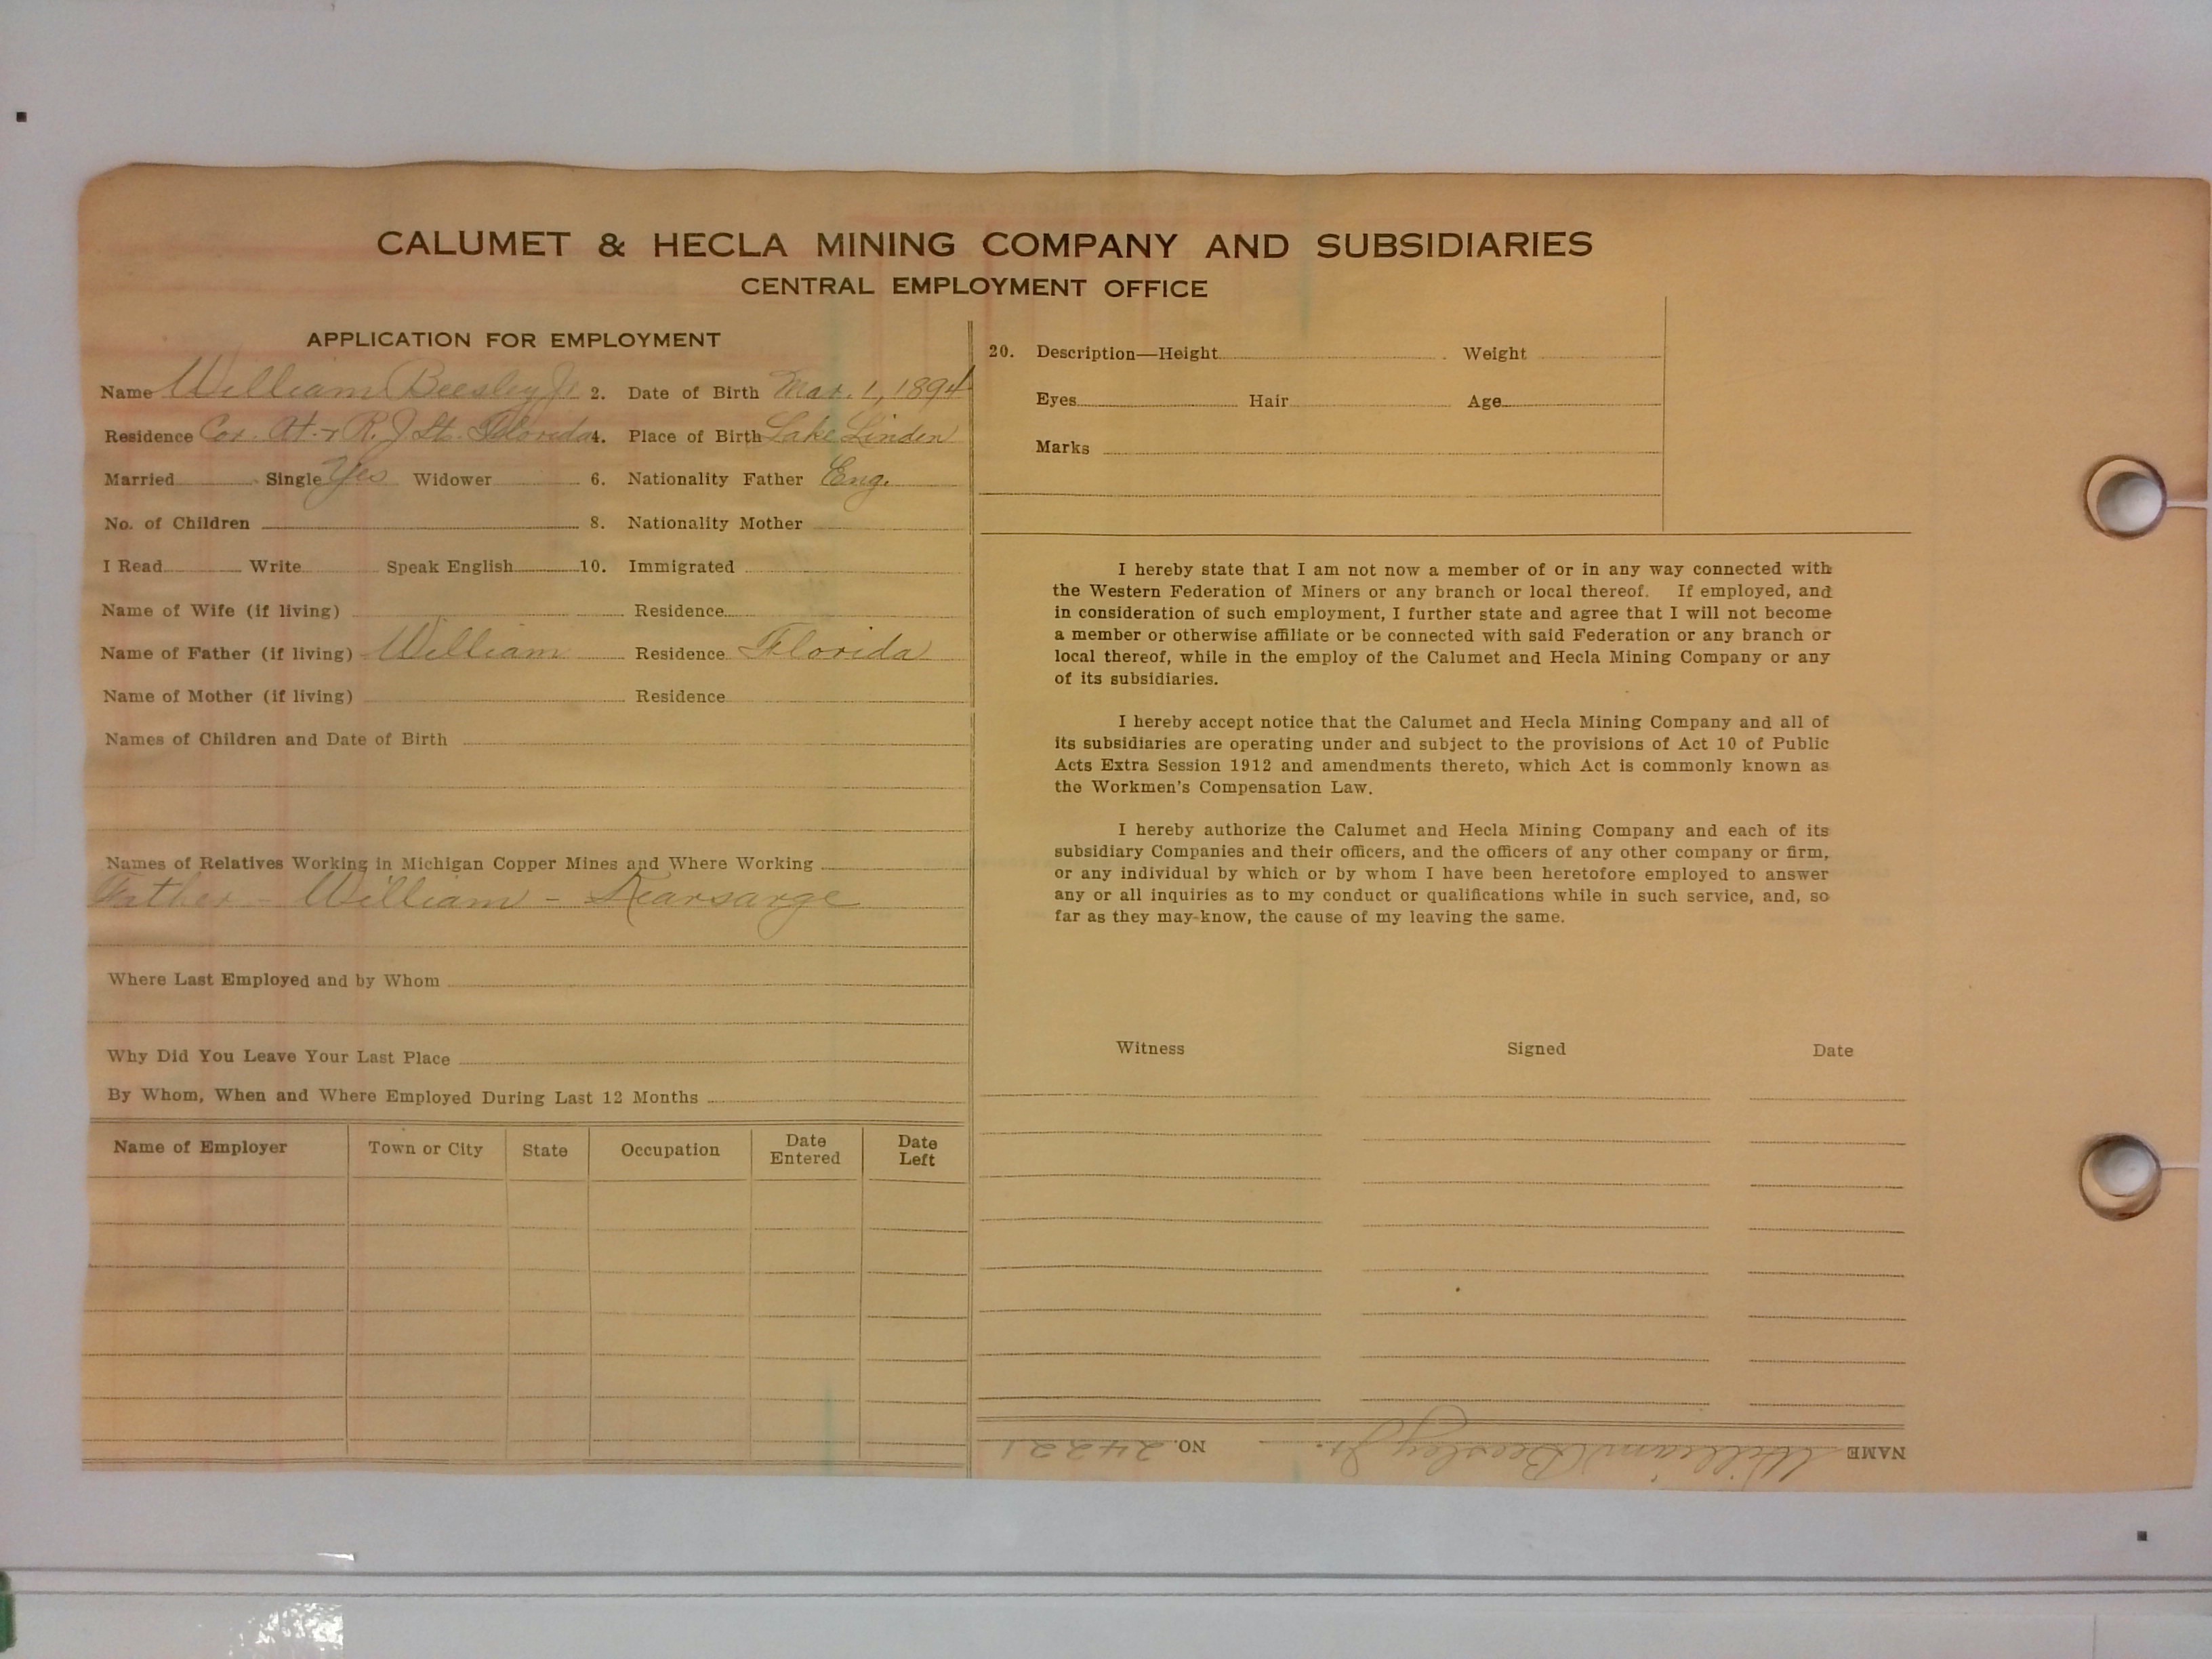 CALUMET & HECLA MINING COMPANY AND SUBSIDIARIES
CENTRAL EMPLOYMENT OFFICE
APPLICATION FOR EMPLOYMENT
Name William Beesley Jr. 2. Date of Birth Mar. 1, 1894
Residence Cor. H. & R. J Sts. Florida 4. Place of Birth Lake Linden
Married Single Yes Widower 6. Nationality Father Eng.
No. of Children 8. Nationality Mother
I Read Write Speak English 10. Immigrated
Name of Wife (if living) Residence
Name of Father (if living) William Residence Florida
Name of Mother (if living) Residence
Names of Children and Date of Birth
Names of Relatives Working in Michigan Copper Mines and Where Working
Father - William - Kearsarge
Where Last Employed and by Whom
Why Did You Leave Your Last Place
By Whom, When and Where Employed During Last 12 Months
Name of Employer Town or City State Occupation Date Entered Date Left
20. Description—Height Weight
Eyes Hair Age
Marks
I hereby state that I am not now a member of or in any way connected with
the Western Federation of Miners or any branch or local thereof. If employed, and
in consideration of such employment, I further state and agree that I will not become
a member or otherwise affiliate or be connected with said Federation or any branch or
local thereof, while in the employ of the Calumet and Hecla Mining Company or any
of its subsidiaries.
I hereby accept notice that the Calumet and Hecla Mining Company and all of
its subsidiaries are operating under and subject to the provisions of Act 10 of Public
Acts Extra Session 1912 and amendments thereto, which Act is commonly known as
the Workmen's Compensation Law.
I hereby authorize the Calumet and Hecla Mining Company and each of its
subsidiary Companies and their officers, and the officers of any other company or firm,
or any individual by which or by whom I have been heretofore employed to answer
any or all inquiries as to my conduct or qualifications while in such service, and, so
far as they may know, the cause of my leaving the same.
Witness Signed Date
NAME William Beesley Jr. NO. 24221